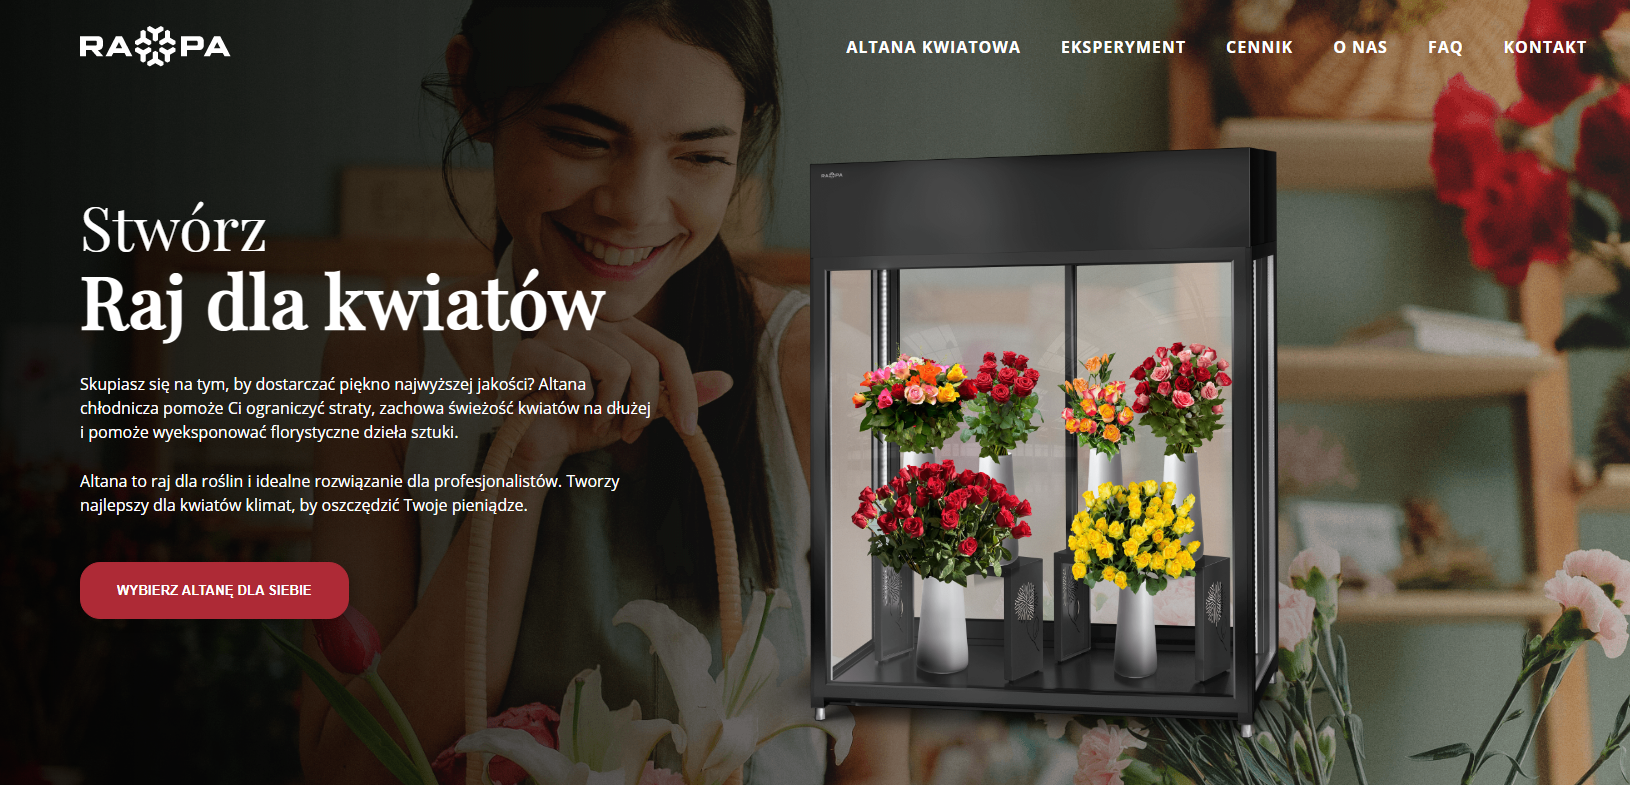 RAPA
ALTANA KWIATOWA EKSPERYMENT CENNIK O NAS FAQ KONTAKT
RAPA
Stwórz
Raj dla kwiatów
Skupiasz się na tym, by dostarczać piękno najwyższej jakości? Altana
chłodnicza pomoże Ci ograniczyć straty, zachowa świeżość kwiatów na dłużej
i pomoże wyeksponować florystyczne dzieła sztuki.
Altana to raj dla roślin i idealne rozwiązanie dla profesjonalistów. Tworzy
najlepszy dla kwiatów klimat, by oszczędzić Twoje pieniądze.
WYBIERZ ALTANĘ DLA SIEBIE